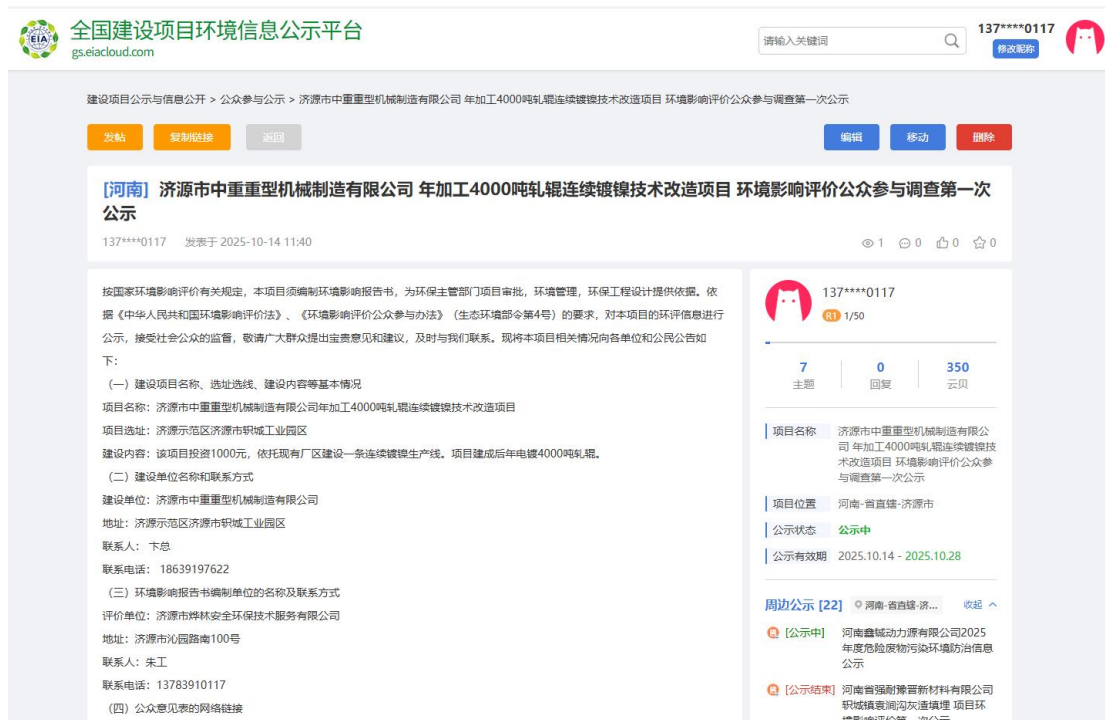 全国建设项目环境信息公示平台
gs.eiacloud.com
请输入关键词
137****0117
修改昵称
建设项目公示与信息公开 > 公众参与公示 > 济源市中重重型机械制造有限公司 年加工4000吨轧辊连续镀镍技术改造项目 环境影响评价公众参与调查第一次公示
发帖
复制链接
返回
编辑
移动
删除
[河南] 济源市中重重型机械制造有限公司 年加工4000吨轧辊连续镀镍技术改造项目 环境影响评价公众参与调查第一次
公示
137****0117 发表于 2025-10-14 11:40
1 0 0 0
按国家环境影响评价有关规定，本项目须编制环境影响报告书，为环保主管部门项目审批，环境管理，环保工程设计提供依据。依
据《中华人民共和国环境影响评价法》、《环境影响评价公众参与办法》（生态环境部令第4号）的要求，对本项目的环评信息进行
公示，接受社会公众的监督，敬请广大群众提出宝贵意见和建议，及时与我们联系。现将本项目相关情况向各单位和公民公告如
下：
（一）建设项目名称、选址选线、建设内容等基本情况
项目名称：济源市中重重型机械制造有限公司年加工4000吨轧辊连续镀镍技术改造项目
项目选址：济源示范区济源市轵城工业园区
建设内容：该项目投资1000元，依托现有厂区建设一条连续镀镍生产线。项目建成后年电镀4000吨轧辊。
（二）建设单位名称和联系方式
建设单位：济源市中重重型机械制造有限公司
地址：济源示范区济源市轵城工业园区
联系人： 卞总
联系电话： 18639197622
（三）环境影响报告书编制单位的名称及联系方式
评价单位：济源市烨林安全环保技术服务有限公司
地址：济源市沁园路南100号
联系人：朱工
联系电话：13783910117
（四）公众意见表的网络链接
137****0117
R1 1/50
7 0 350
主题 回复 云贝
项目名称 济源市中重重型机械制造有限公
司 年加工4000吨轧辊连续镀镍技
术改造项目 环境影响评价公众参
与调查第一次公示
项目位置 河南-省直辖-济源市
公示状态 公示中
公示有效期 2025.10.14 - 2025.10.28
周边公示 [22] 河南-省直辖-济... 收起
[公示中] 河南鑫铖动力源有限公司2025
年度危险废物污染环境防治信息
公示
[公示结束] 河南省强耐豫晋新材料有限公司
轵城镇袁涧沟灰渣填埋 项目环
境影响评价第一次公示